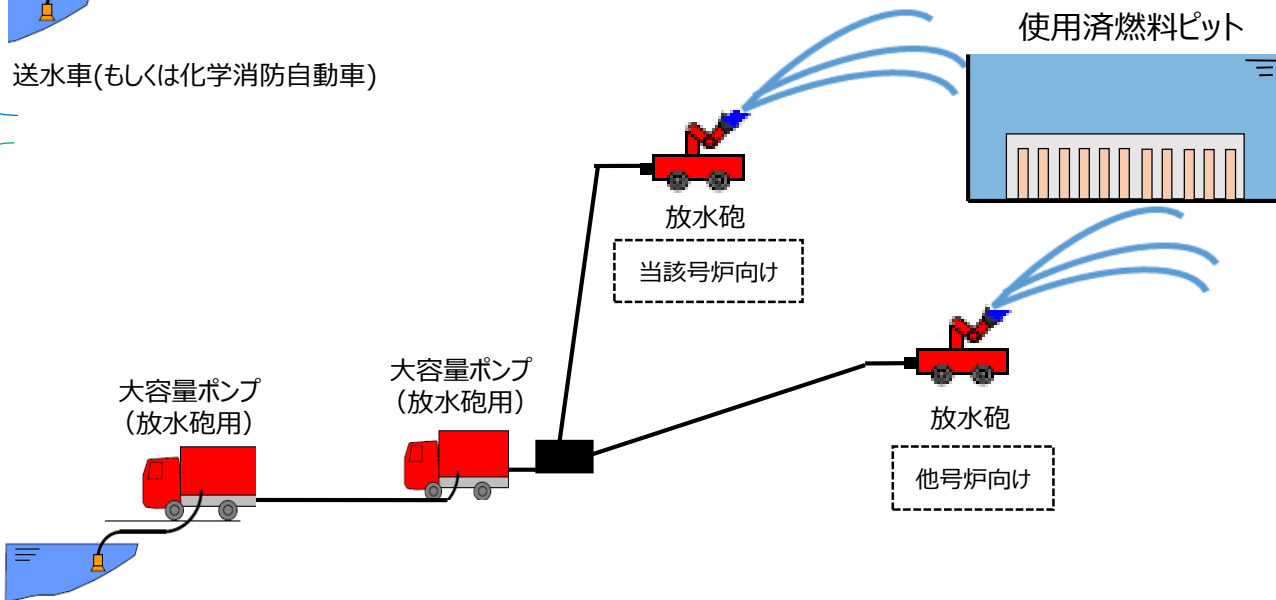 使用済燃料ピット
送水車(もしくは化学消防自動車)
放水砲
当該号炉向け
大容量ポンプ
（放水砲用）
大容量ポンプ
（放水砲用）
放水砲
他号炉向け